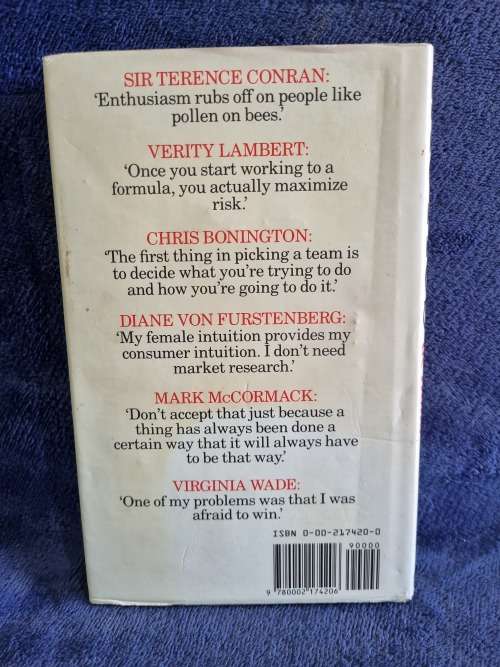 SIR TERENCE CONRAN:
‘Enthusiasm rubs off on people like
pollen on bees.’
VERITY LAMBERT:
‘Once you start working to a
formula, you actually maximize
risk.’
CHRIS BONINGTON:
‘The first thing in picking a team is
to decide what you’re trying to do
and how you’re going to do it.’
DIANE VON FURSTENBERG:
‘My female intuition provides my
consumer intuition. I don’t need
market research.’
MARK McCORMACK:
‘Don’t accept that just because a
thing has always been done a
certain way that it will always have
to be that way.’
VIRGINIA WADE:
‘One of my problems was that I was
afraid to win.’
ISBN 0-00-217420-0
90000
9 780002 174206